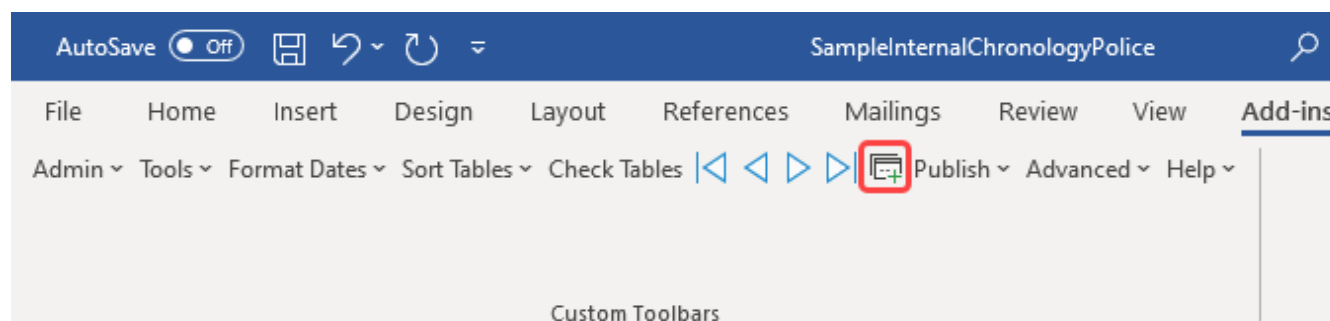 AutoSave Off SampleInternalChronologyPolice
File Home Insert Design Layout References Mailings Review View Add-ins
Admin Tools Format Dates Sort Tables Check Tables Publish Advanced Help
Custom Toolbars